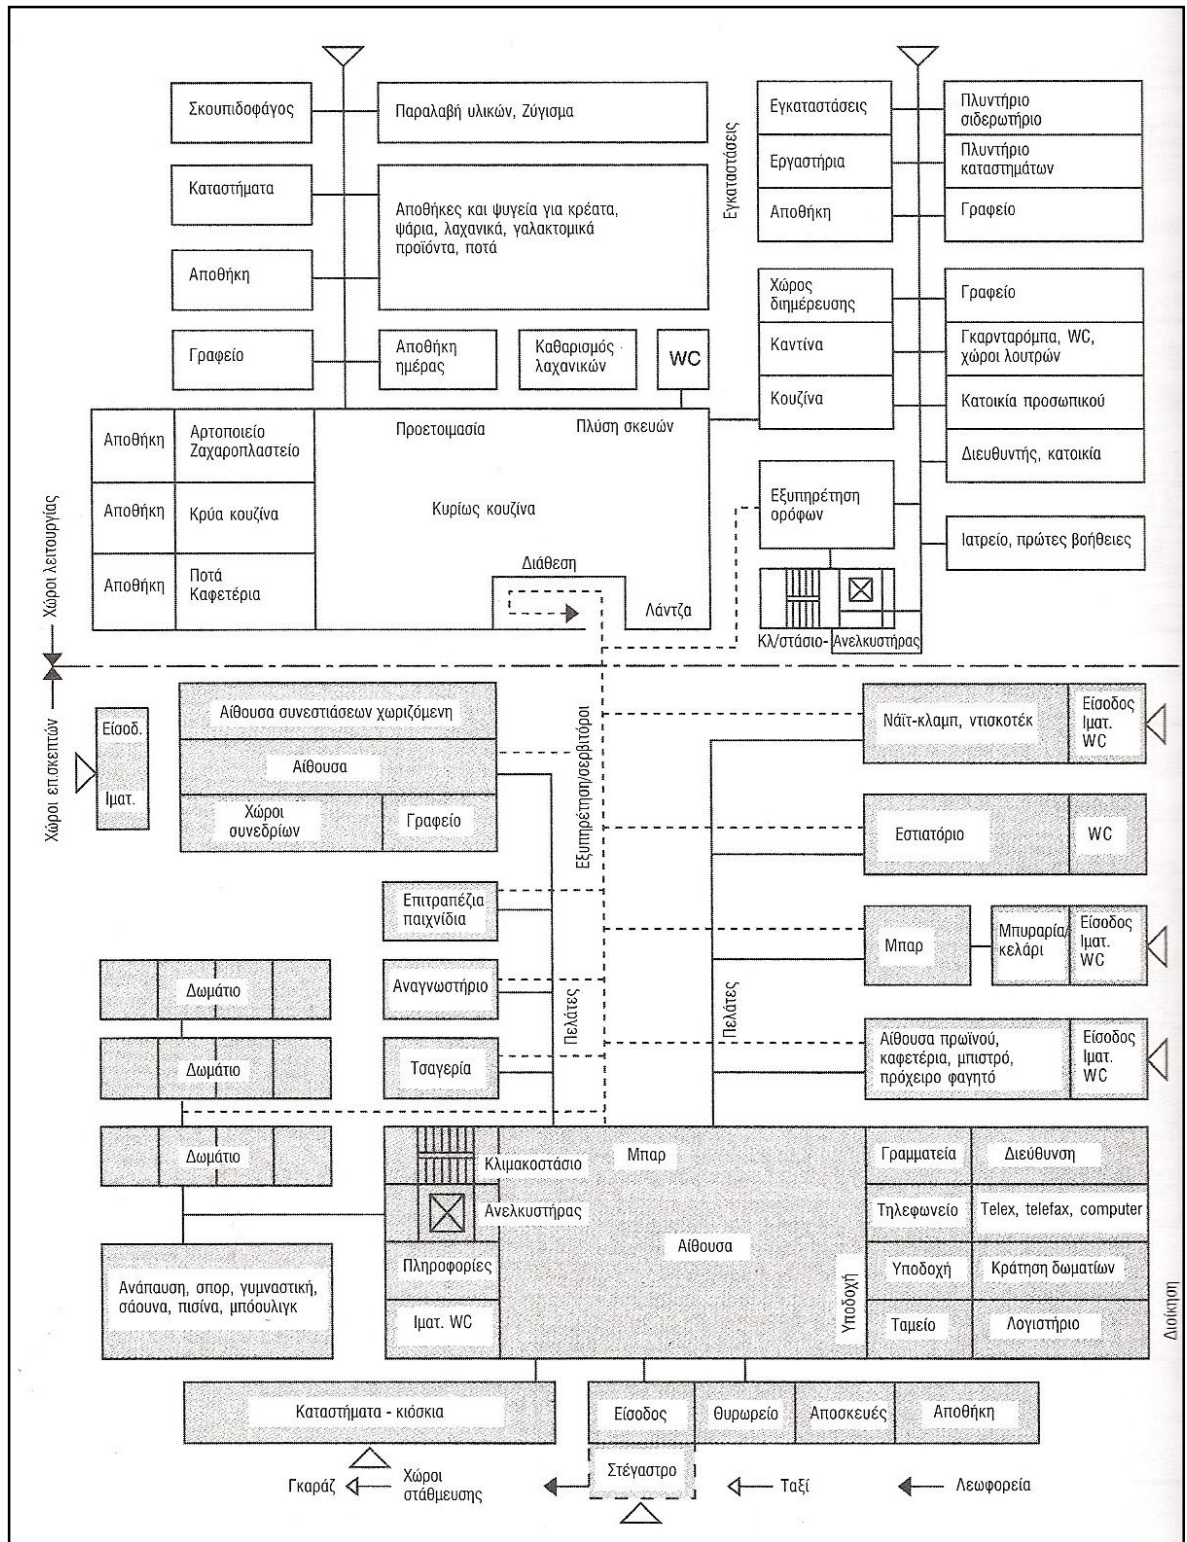 Σκουπιδοφάγος
Παραλαβή υλικών, Ζύγισμα
Καταστήματα
Αποθήκες και ψυγεία για κρέατα,
ψάρια, λαχανικά, γαλακτομικά
προϊόντα, ποτά
Αποθήκη
Γραφείο
Αποθήκη
ημέρας
Καθαρισμός
λαχανικών
WC
Εγκαταστάσεις
Εγκαταστάσεις
Πλυντήριο
σιδερωτήριο
Εργαστήρια
Πλυντήριο
καταστημάτων
Αποθήκη
Γραφείο
Χώρος
διημέρευσης
Γραφείο
Καντίνα
Γκαρνταρόμπα, WC,
χώροι λουτρών
Κουζίνα
Κατοικία προσωπικού
Διευθυντής, κατοικία
Εξυπηρέτηση
ορόφων
Ιατρείο, πρώτες βοήθειες
Κλ/στάσιο- Ανελκυστήρας
Αποθήκη
Αρτοποιείο
Ζαχαροπλαστείο
Προετοιμασία
Πλύση σκευών
Αποθήκη
Κρύα κουζίνα
Κυρίως κουζίνα
Αποθήκη
Ποτά
Καφετέρια
Διάθεση
Λάντζα
Χώροι λειτουργίας
Χώροι επισκεπτών
Είσοδ.
Ιματ.
Αίθουσα συνεστιάσεων χωριζόμενη
Αίθουσα
Χώροι
συνεδρίων
Γραφείο
Εξυπηρέτηση/σερβιτόροι
Νάϊτ-κλαμπ, ντισκοτέκ
Είσοδος
Ιματ.
WC
Εστιατόριο
WC
Επιτραπέζια
παιχνίδια
Μπαρ
Μπυραρία/
κελάρι
Είσοδος
Ιματ.
WC
Αναγνωστήριο
Πελάτες
Πελάτες
Τσαγερία
Αίθουσα πρωϊνού,
καφετέρια, μπιστρό,
πρόχειρο φαγητό
Είσοδος
Ιματ.
WC
Δωμάτιο
Δωμάτιο
Δωμάτιο
Κλιμακοστάσιο
Μπαρ
Ανελκυστήρας
Αίθουσα
Πληροφορίες
Ιματ. WC
Υποδοχή
Γραμματεία
Διεύθυνση
Τηλεφωνείο
Telex, telefax, computer
Υποδοχή
Κράτηση δωματίων
Ταμείο
Λογιστήριο
Διοίκηση
Ανάπαυση, σπορ, γυμναστική,
σάουνα, πισίνα, μπόουλιγκ
Καταστήματα - κιόσκια
Είσοδος
Θυρωρείο
Αποσκευές
Αποθήκη
Στέγαστρο
Γκαράζ
Χώροι
στάθμευσης
Ταξί
Λεωφορεία